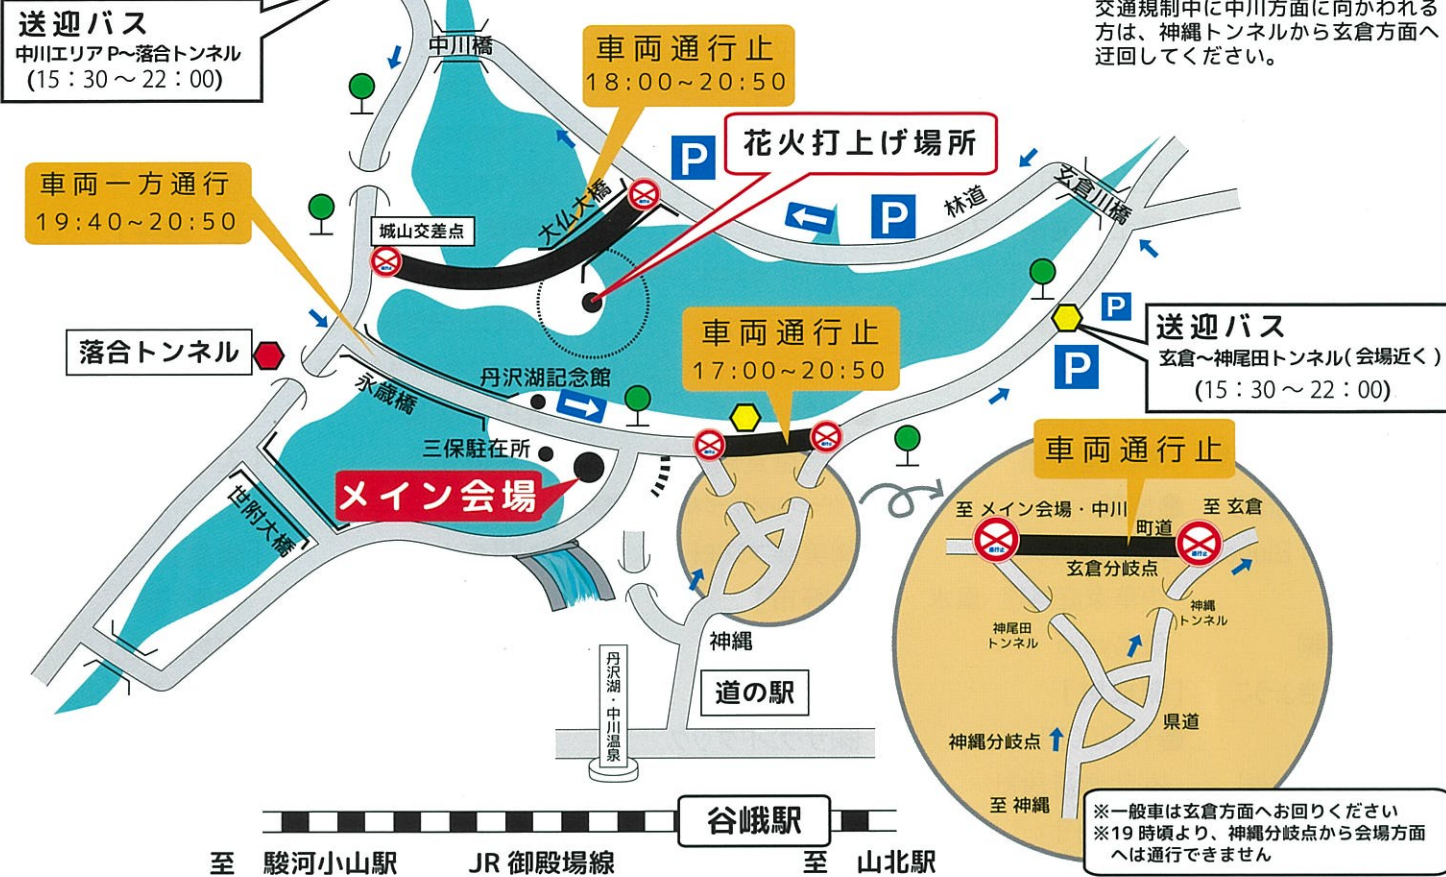 送迎バス
中川エリア P~落合トンネル
(15:30 ~ 22:00)
中川橋
車両通行止
18:00~20:50
交通規制中に中川方面に向かわれる
方は、神縄トンネルから玄倉方面へ
迂回してください。
P
花火打上げ場所
車両一方通行
19:40~20:50
大仏大橋
城山交差点
P
林道
玄倉川橋
P
送迎バス
玄倉~神尾田トンネル(会場近く)
(15:30 ~ 22:00)
P
落合トンネル
永歳橋
丹沢湖記念館
車両通行止
17:00~20:50
三保駐在所
メイン会場
世附大橋
車両通行止
至 メイン会場・中川
町道
至 玄倉
通行止
通行止
玄倉分岐点
神尾田
トンネル
神縄
トンネル
県道
神縄分岐点
至 神縄
神縄
道の駅
丹沢湖・中川温泉
※一般車は玄倉方面へお回りください
※19 時頃より、神縄分岐点から会場方面
へは通行できません
谷峨駅
至 駿河小山駅
JR 御殿場線
至 山北駅